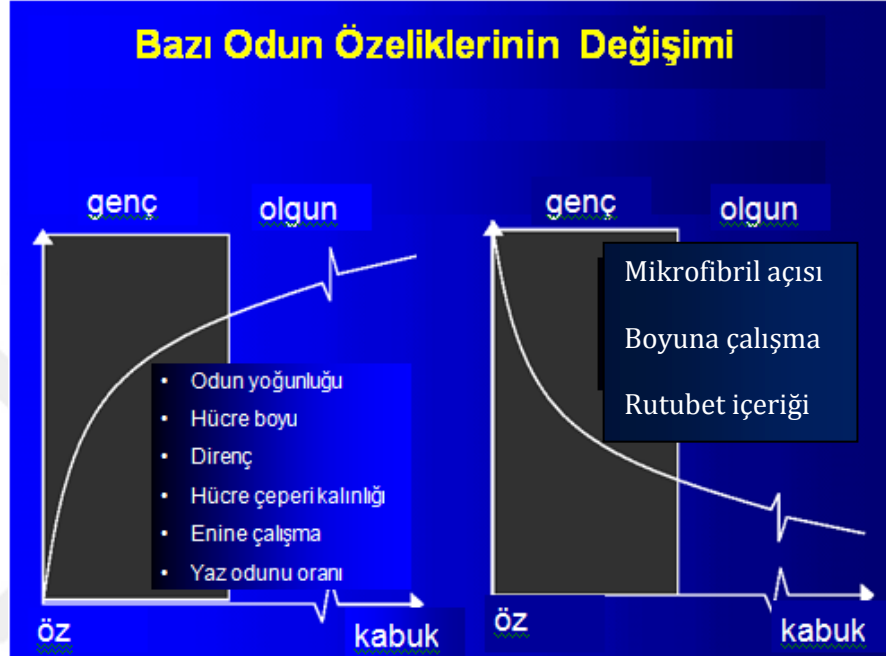 Bazı Odun Özeliklerinin Değişimi
genç
olgun
• Odun yoğunluğu
• Hücre boyu
• Direnç
• Hücre çeperi kalınlığı
• Enine çalışma
• Yaz odunu oranı
öz
kabuk
genç
olgun
Mikrofibril açısı
Boyuna çalışma
Rutubet içeriği
öz
kabuk